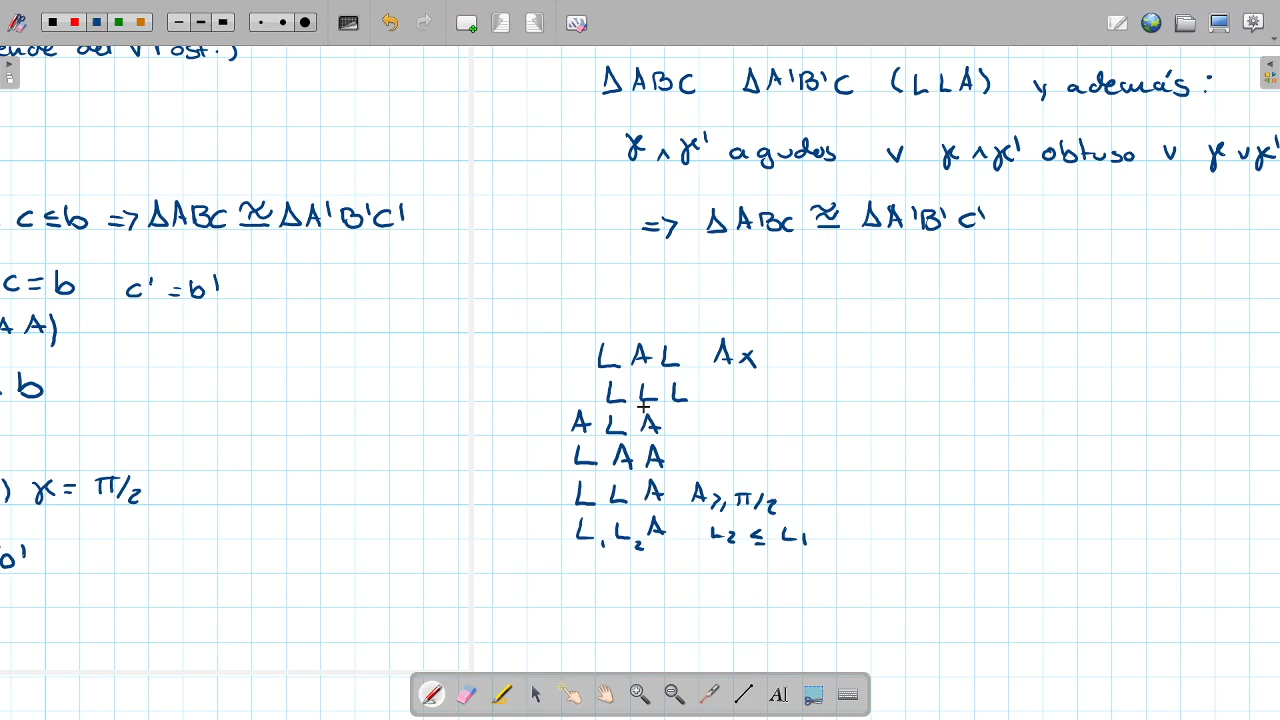 c ≤ b => ΔABC ≅ ΔA'B'C'
c = b    c' = b'
A A)
b
) γ = π/2
b'
ΔABC    ΔA'B'C (LLA) y además:
γ ∧ γ' agudos ∨ γ ∧ γ' obtuso ∨ γ ∨ γ'
=> ΔABC ≅ ΔA'B'C'
LAL Ax
LLL
ALA
LAA
LLA A ≥ π/2
L₁L₂A L₂ ≤ L₁
AI